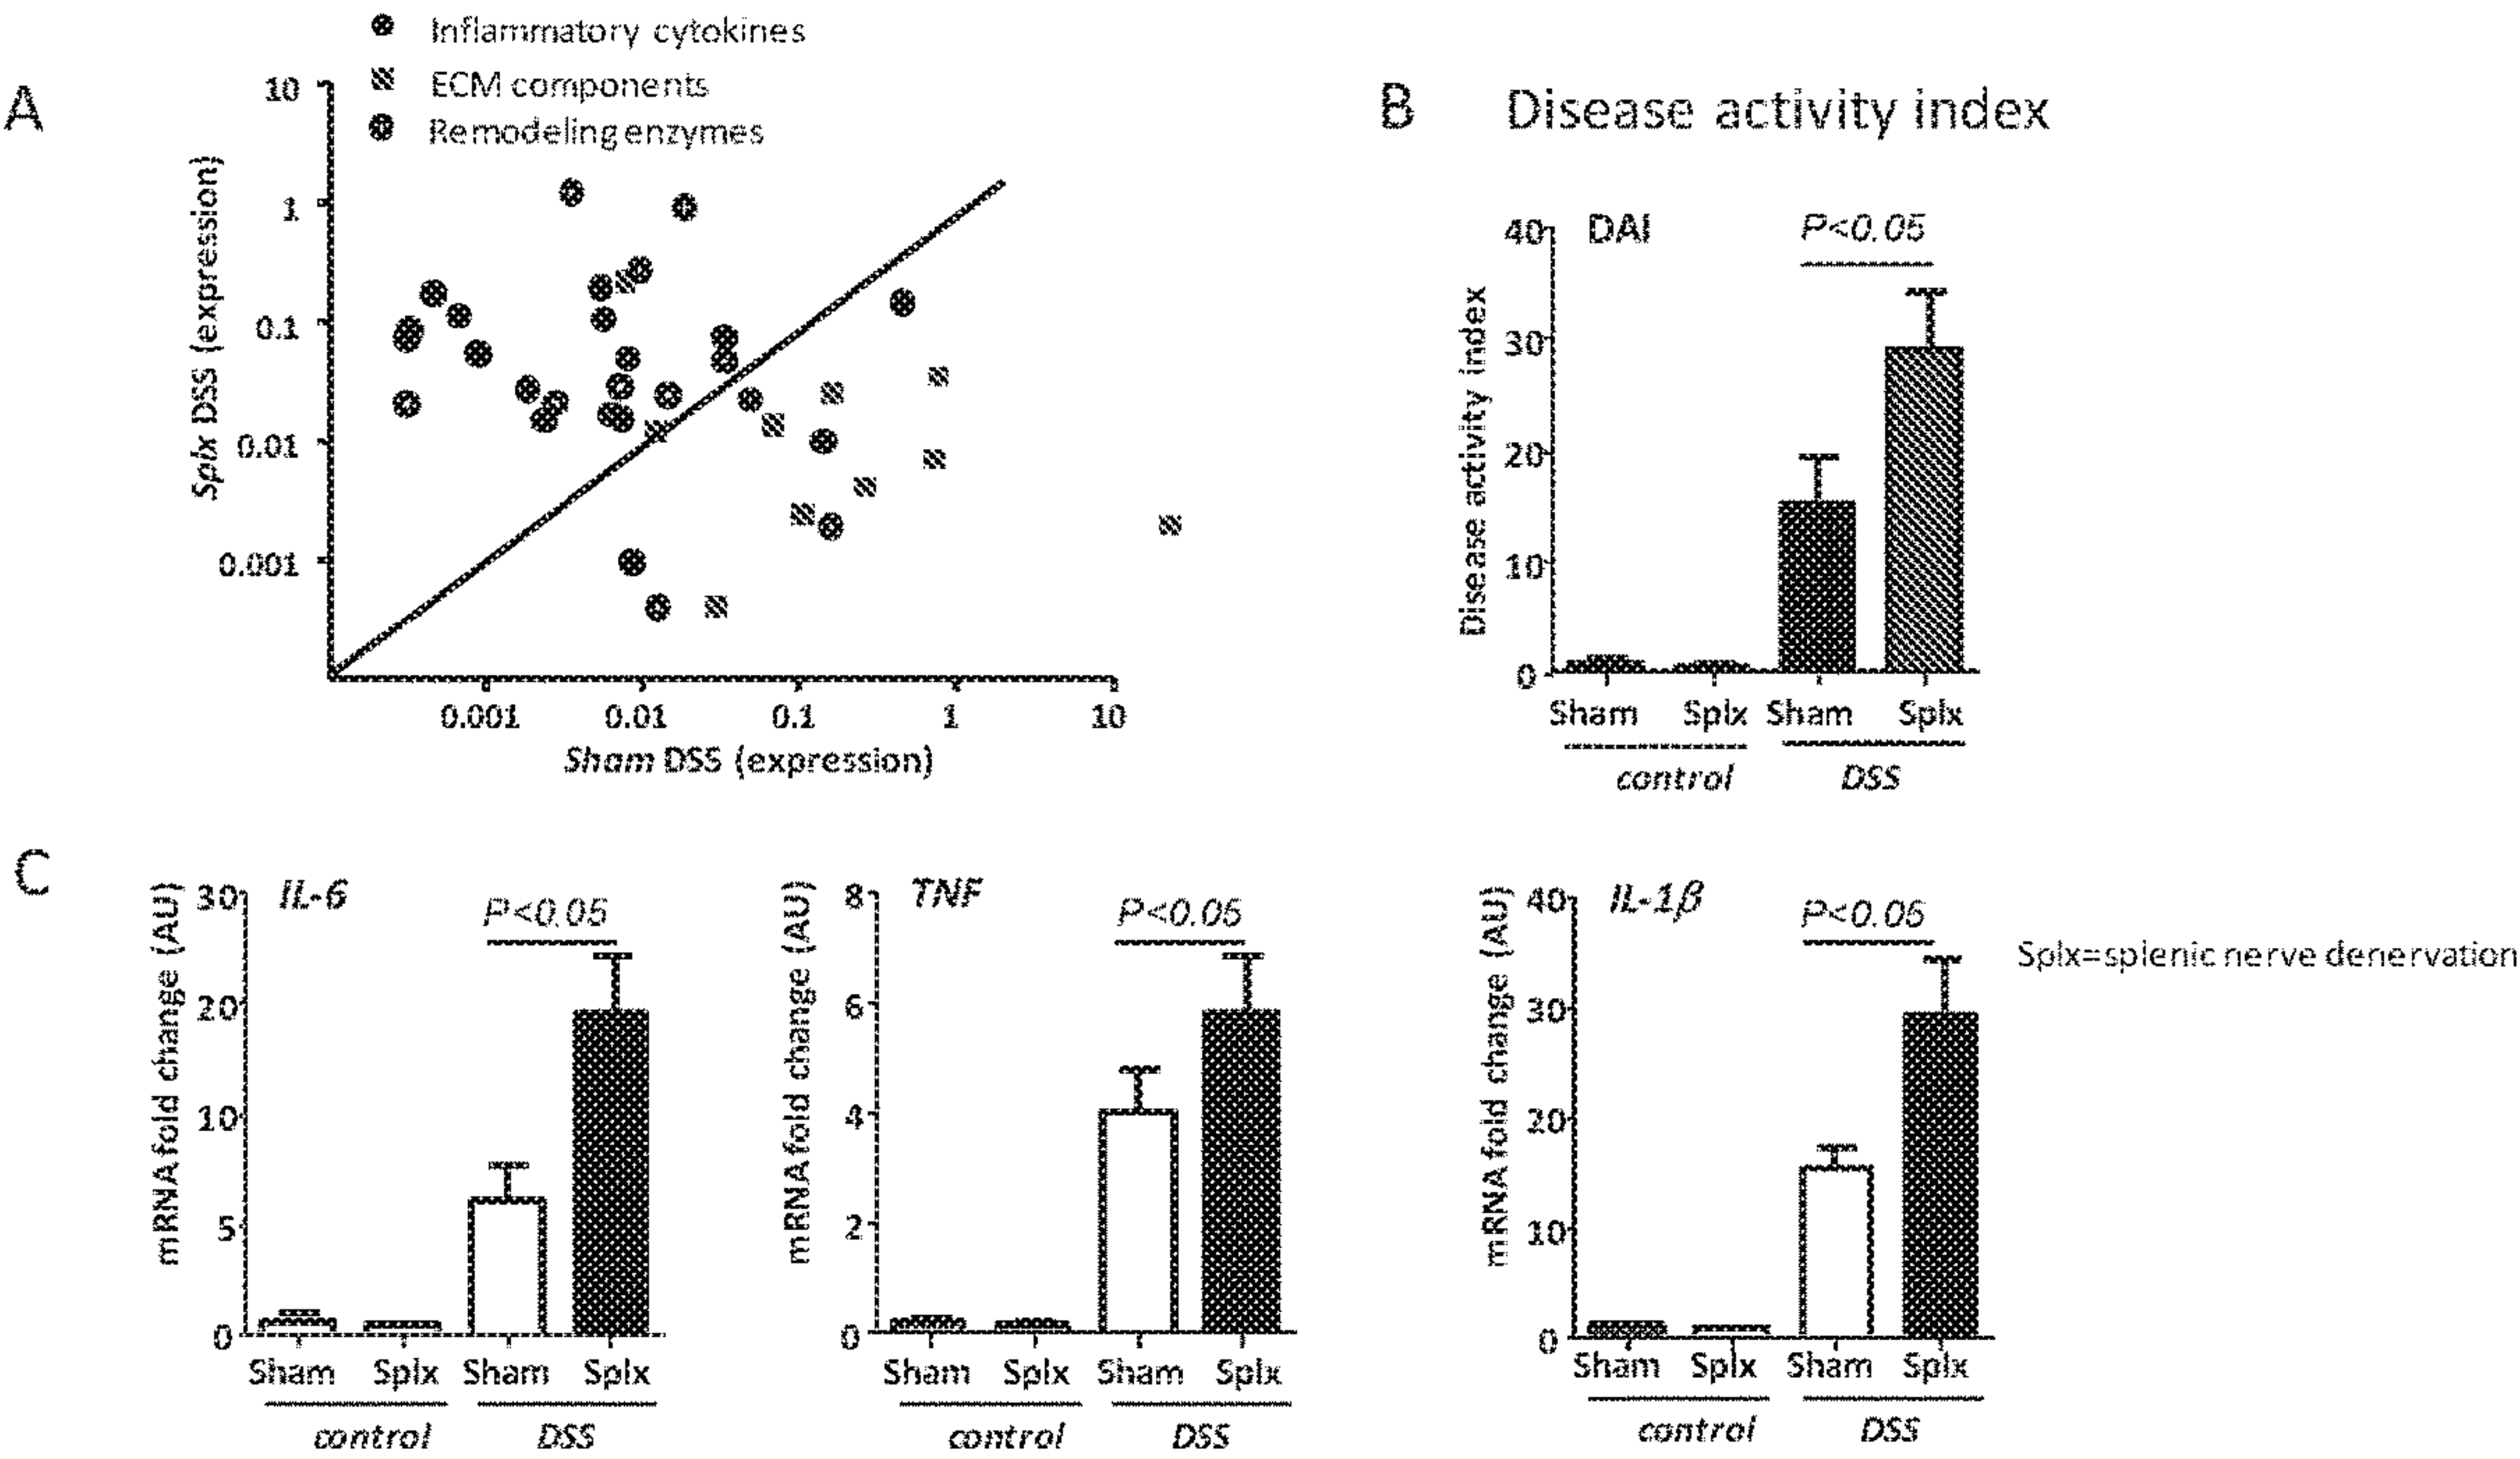 A
Inflammatory cytokines
ECM components
Remodeling enzymes
10
1
0.1
0.01
0.001
Splx DSS (expression)
0.001 0.01 0.1 1 10
Sham DSS (expression)
B Disease activity index
DAI
P<0.05
40
30
20
10
0
Disease activity index
Sham Splx Sham Splx
control DSS
C
IL-6
P<0.05
30
20
10
5
0
mRNA fold change (AU)
Sham Splx Sham Splx
control DSS
TNF
P<0.05
8
6
4
2
0
mRNA fold change (AU)
Sham Splx Sham Splx
control DSS
IL-1β
P<0.05
40
30
20
10
0
mRNA fold change (AU)
Sham Splx Sham Splx
control DSS
Splx=splenic nerve denervation